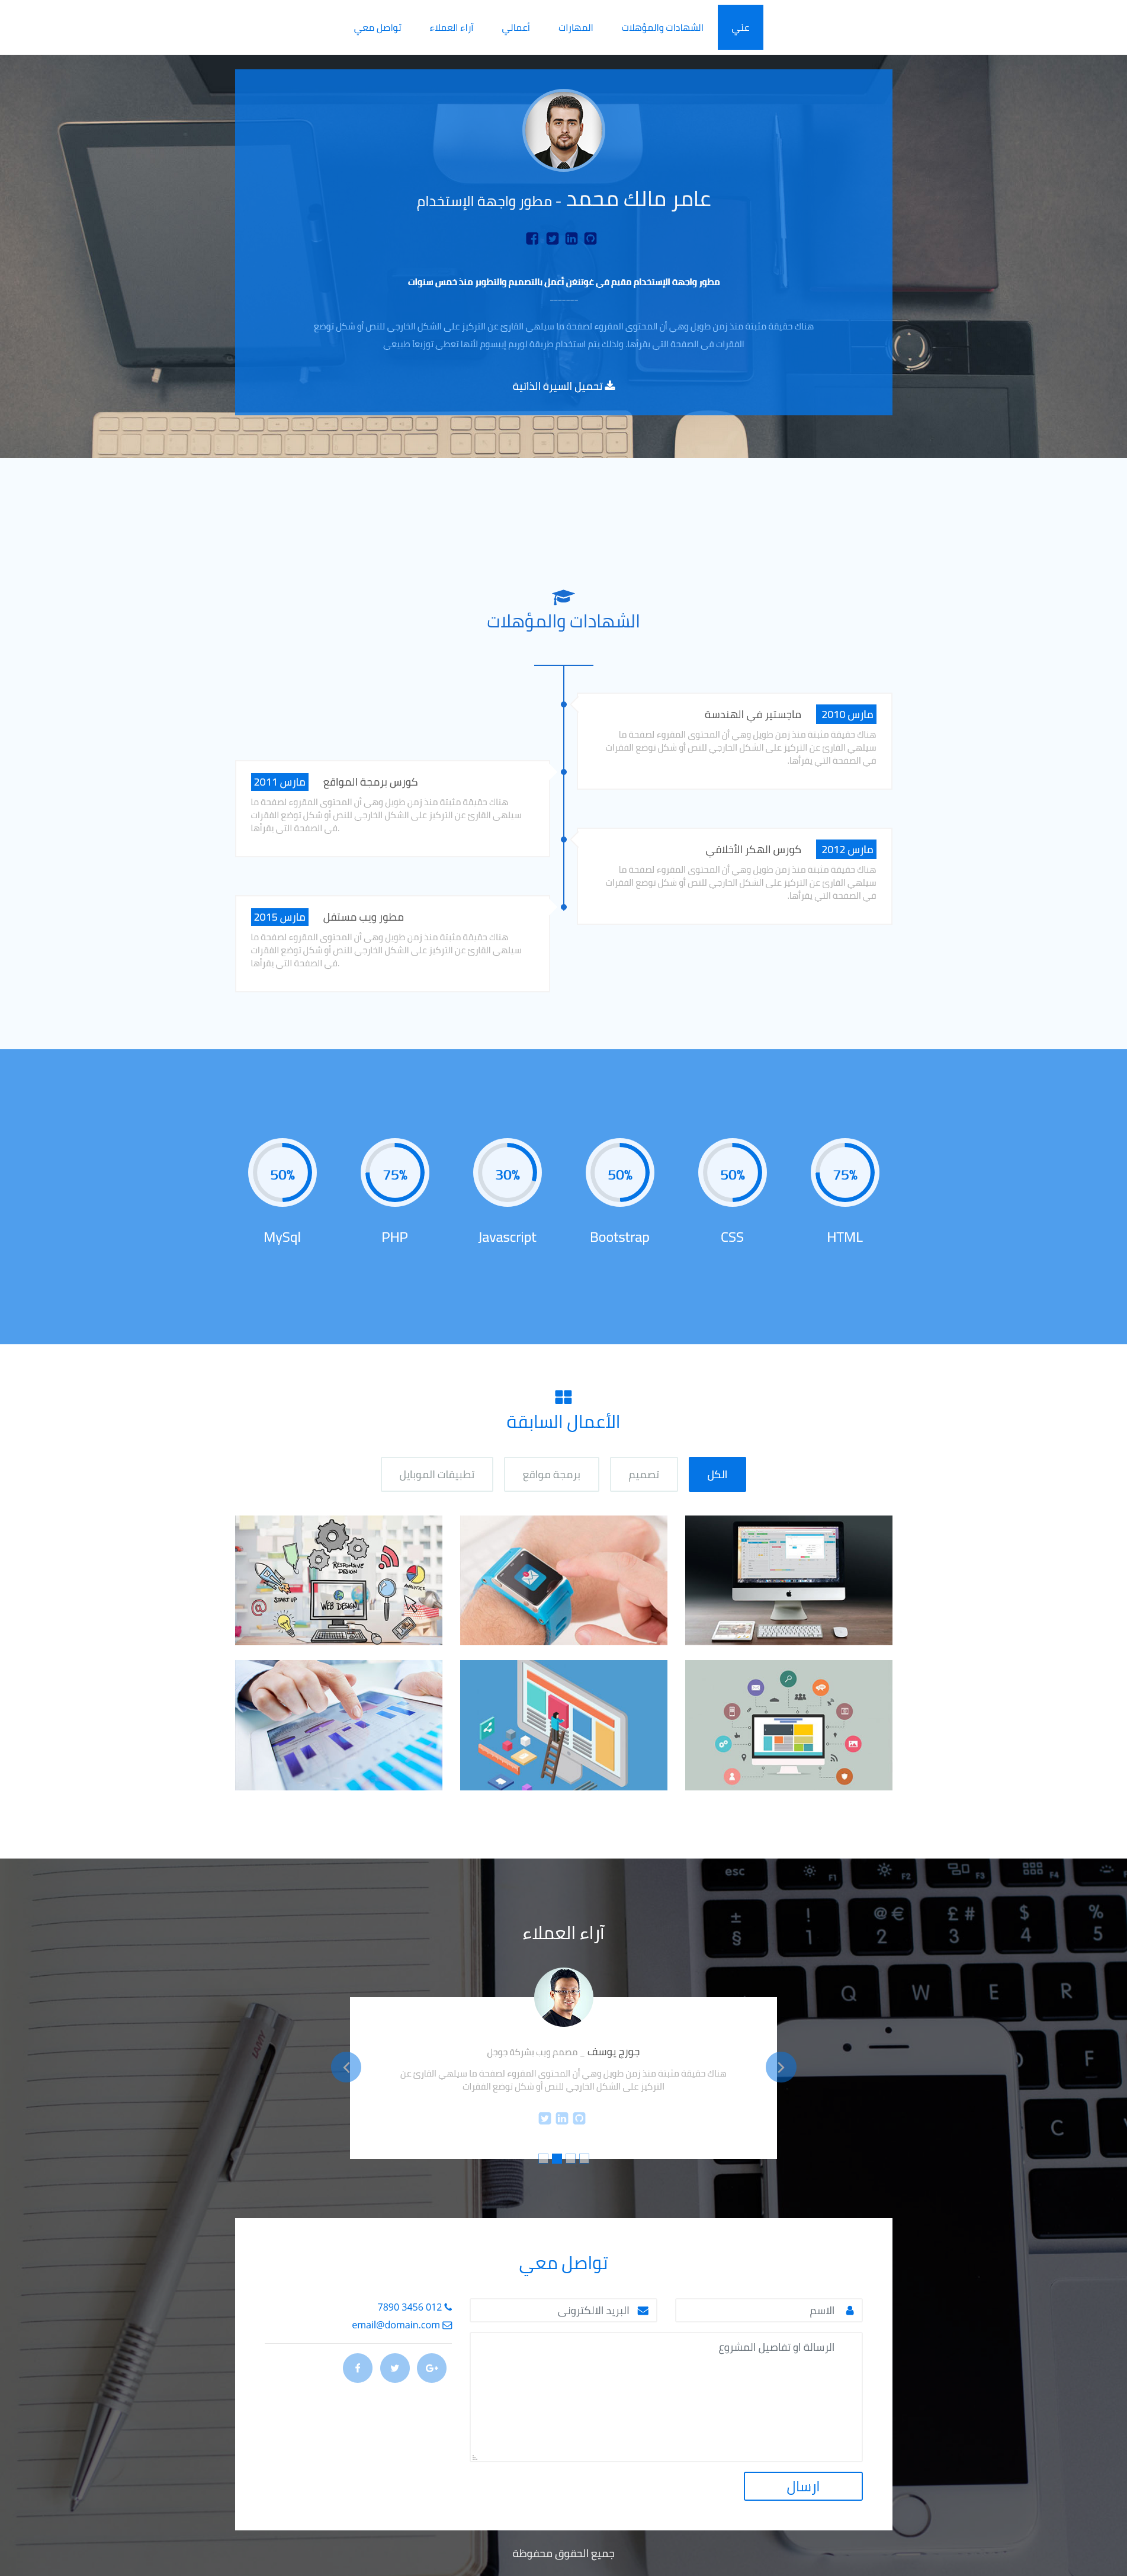 عني
الشهادات والمؤهلات
المهارات
أعمالي
آراء العملاء
تواصل معي
عامر مالك محمد - مطور واجهة الإستخدام
مطور واجهة الإستخدام مقيم في غوتنغن أعمل بالتصميم والتطوير منذ خمس سنوات
-------
هناك حقيقة مثبتة منذ زمن طويل وهي أن المحتوى المقروء لصفحة ما سيلهي القارئ عن التركيز على الشكل الخارجي للنص أو شكل توضع
الفقرات في الصفحة التي يقرأها. ولذلك يتم استخدام طريقة لوريم إيبسوم لأنها تعطي توزيعاَ طبيعي
تحميل السيرة الذاتية
الشهادات والمؤهلات
مارس 2010 ماجستير في الهندسة
هناك حقيقة مثبتة منذ زمن طويل وهي أن المحتوى المقروء لصفحة ما
سيلهي القارئ عن التركيز على الشكل الخارجي للنص أو شكل توضع الفقرات
في الصفحة التي يقرأها.
مارس 2011 كورس برمجة المواقع
هناك حقيقة مثبتة منذ زمن طويل وهي أن المحتوى المقروء لصفحة ما
سيلهي القارئ عن التركيز على الشكل الخارجي للنص أو شكل توضع الفقرات
في الصفحة التي يقرأها.
مارس 2012 كورس الهكر الأخلاقي
هناك حقيقة مثبتة منذ زمن طويل وهي أن المحتوى المقروء لصفحة ما
سيلهي القارئ عن التركيز على الشكل الخارجي للنص أو شكل توضع الفقرات
في الصفحة التي يقرأها.
مارس 2015 مطور ويب مستقل
هناك حقيقة مثبتة منذ زمن طويل وهي أن المحتوى المقروء لصفحة ما
سيلهي القارئ عن التركيز على الشكل الخارجي للنص أو شكل توضع الفقرات
في الصفحة التي يقرأها.
75%
HTML
50%
CSS
50%
Bootstrap
30%
Javascript
75%
PHP
50%
MySql
الأعمال السابقة
الكل
تصميم
برمجة مواقع
تطبيقات الموبايل
RESPONSIVE
DESIGN
ANALYTICS
START UP
WEB DESIGN
esc
F2
F3
F4
آراء العملاء
جورج يوسف _ مصمم ويب بشركة جوجل
هناك حقيقة مثبتة منذ زمن طويل وهي أن المحتوى المقروء لصفحة ما سيلهي القارئ عن
التركيز على الشكل الخارجي للنص أو شكل توضع الفقرات
تواصل معي
الاسم
البريد الالكتروني
الرسالة او تفاصيل المشروع
ارسال
012 3456 7890
email@domain.com
جميع الحقوق محفوظة